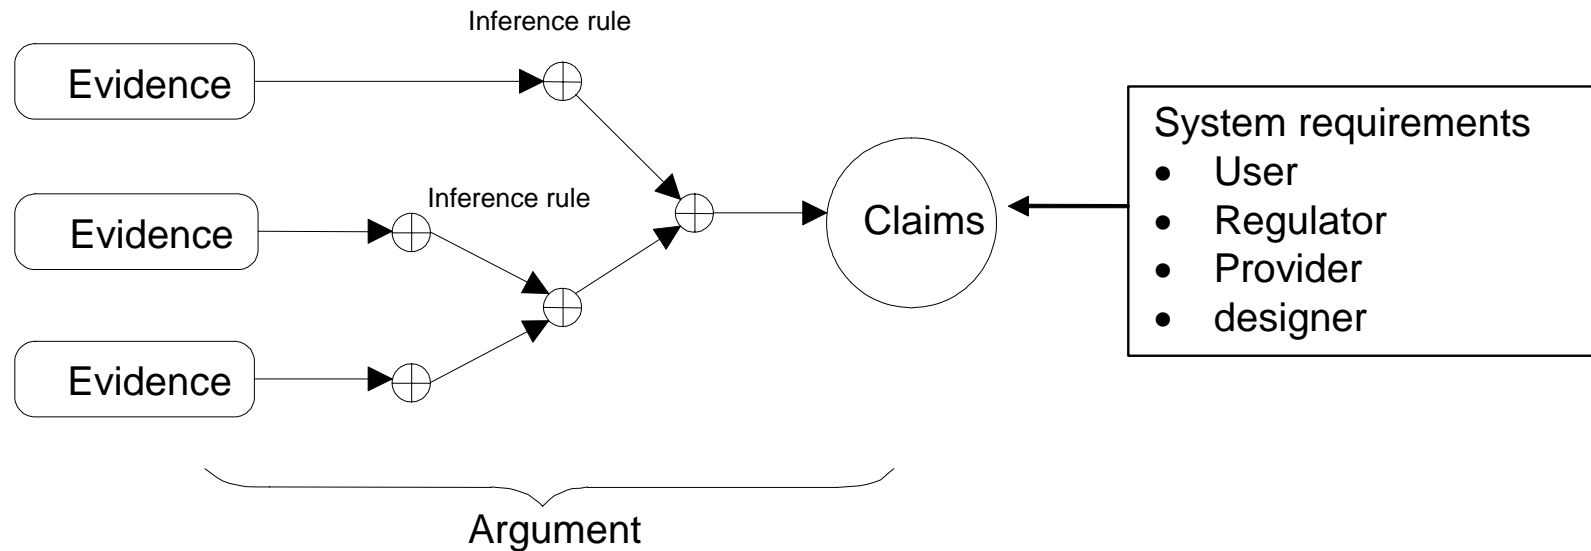 Inference rule
Evidence
Inference rule
Evidence
Evidence
Claims
System requirements
• User
• Regulator
• Provider
• designer
Argument